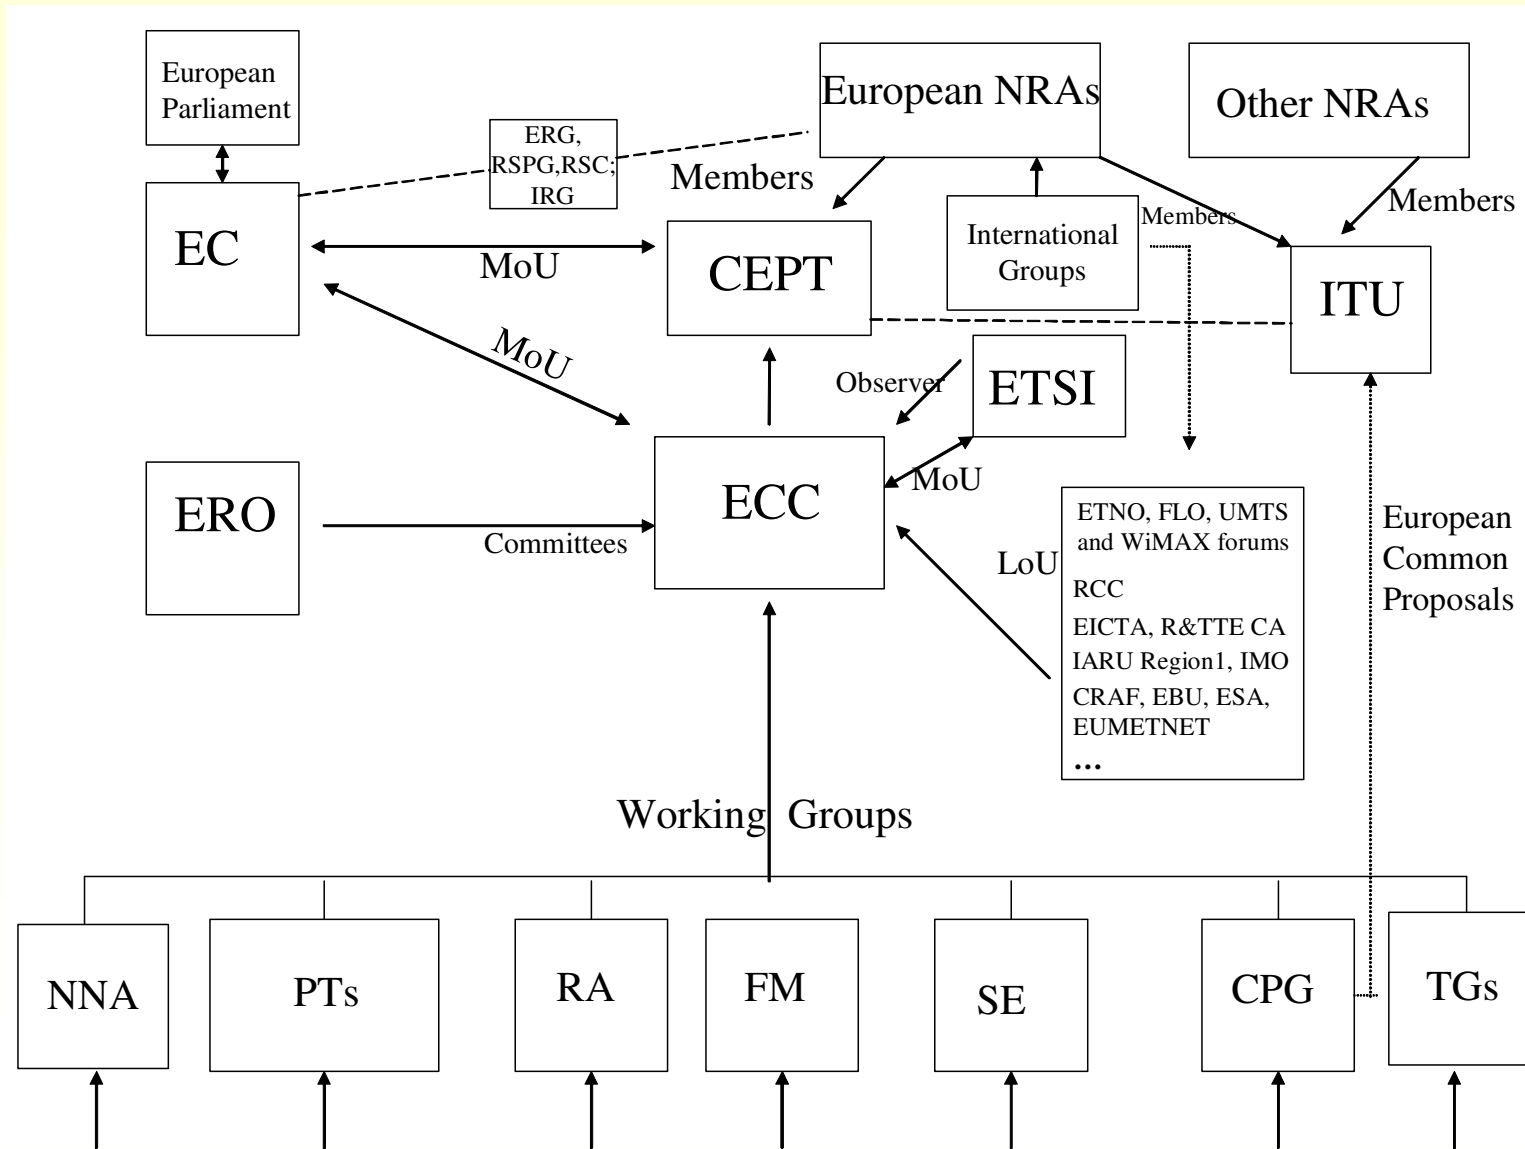 European
Parliament
European NRAs
Other NRAs
ERG,
RSPG,RSC;
IRG
Members
Members
Members
EC
MoU
CEPT
International
Groups
ITU
MoU
Observer
ETSI
ERO
Committees
ECC
MoU
LoU
ETNO, FLO, UMTS
and WiMAX forums
RCC
EICTA, R&TTE CA
IARU Region1, IMO
CRAF, EBU, ESA,
EUMETNET
...
European
Common
Proposals
Working Groups
NNA
PTs
RA
FM
SE
CPG
TGs